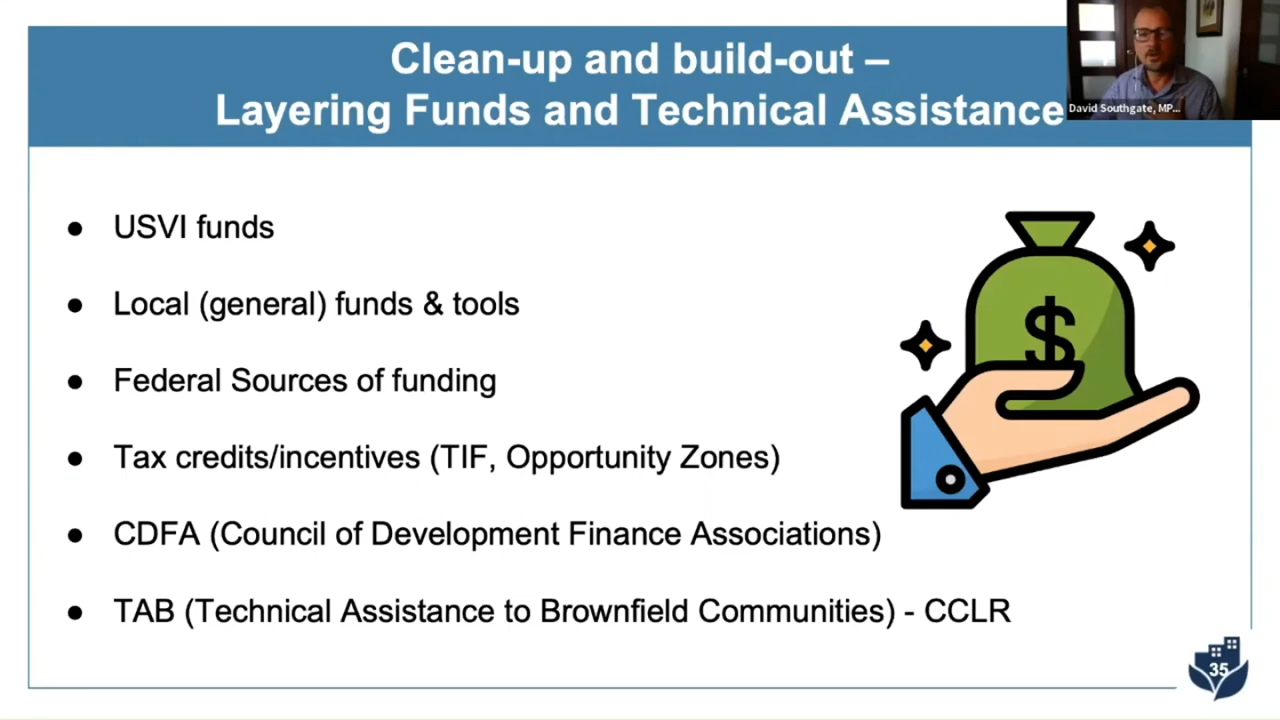 Clean-up and build-out –
Layering Funds and Technical Assistance
David Southgate, MP...
● USVI funds
● Local (general) funds & tools
● Federal Sources of funding
● Tax credits/incentives (TIF, Opportunity Zones)
● CDFA (Council of Development Finance Associations)
● TAB (Technical Assistance to Brownfield Communities) - CCLR
$
35